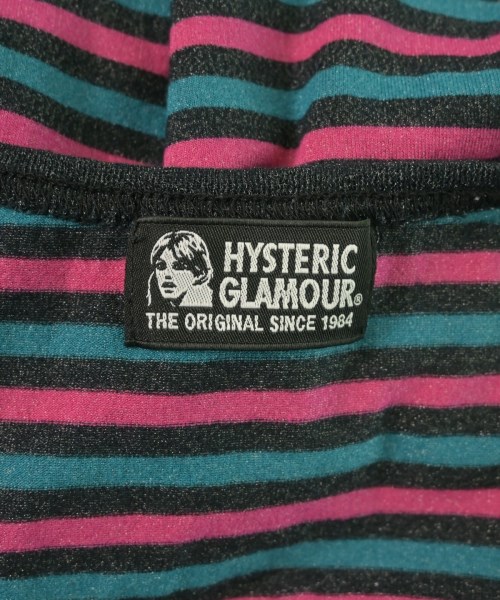 HYSTERIC
GLAMOUR®
THE ORIGINAL SINCE 1984